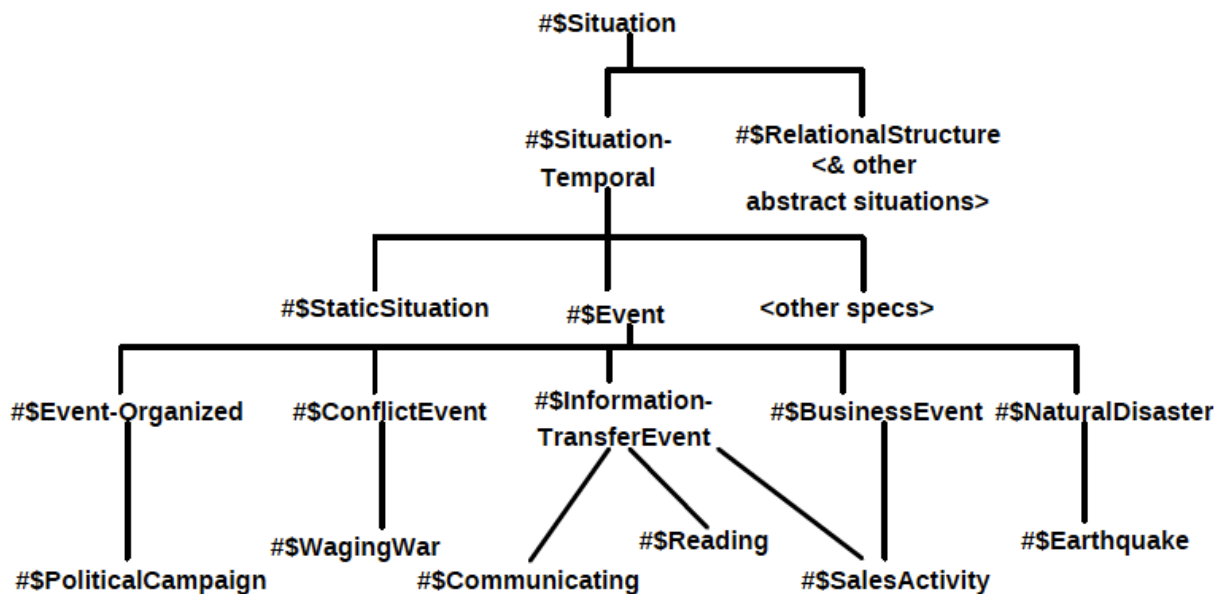 #$Situation
#$Situation-
Temporal
#$RelationalStructure
<& other
abstract situations>
#$StaticSituation
#$Event
<other specs>
#$Event-Organized
#$ConflictEvent
#$Information-
TransferEvent
#$BusinessEvent
#$NaturalDisaster
#$WagingWar
#$Reading
#$Earthquake
#$PoliticalCampaign
#$Communicating
#$SalesActivity